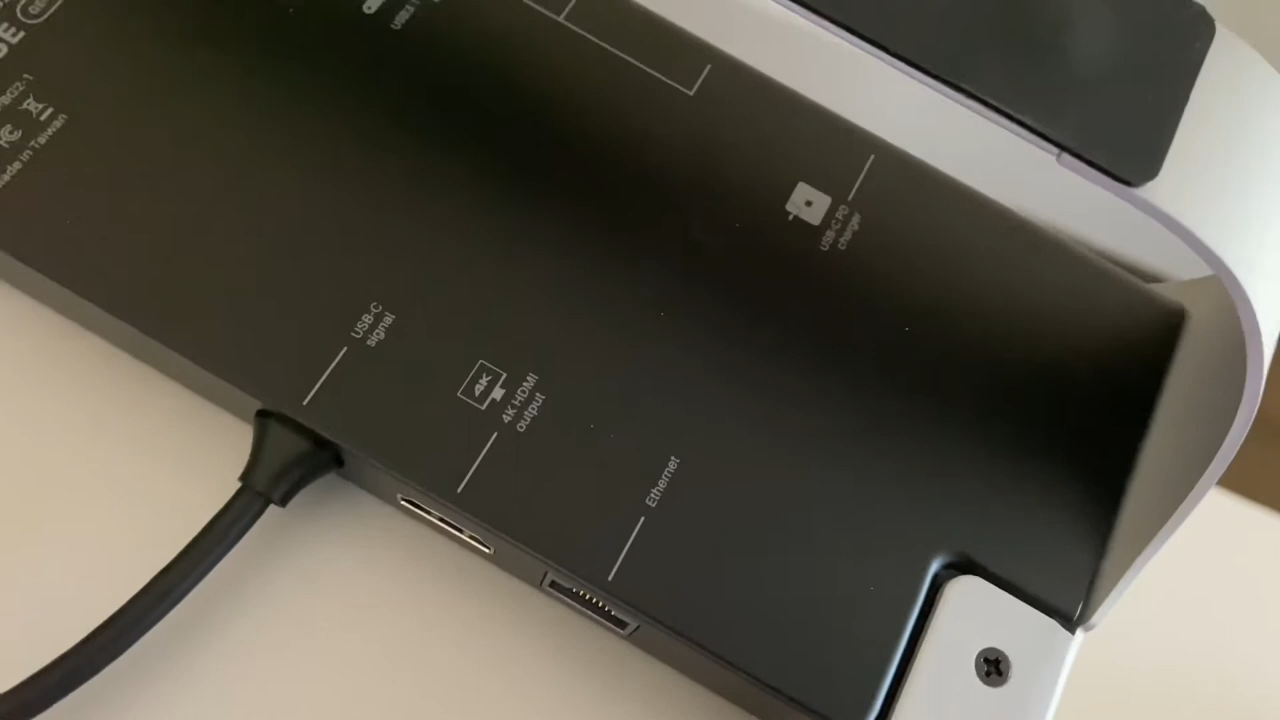 Made in Taiwan
USB-C PD
charger
USB-C
signal
4K
4K HDMI
output
Ethernet